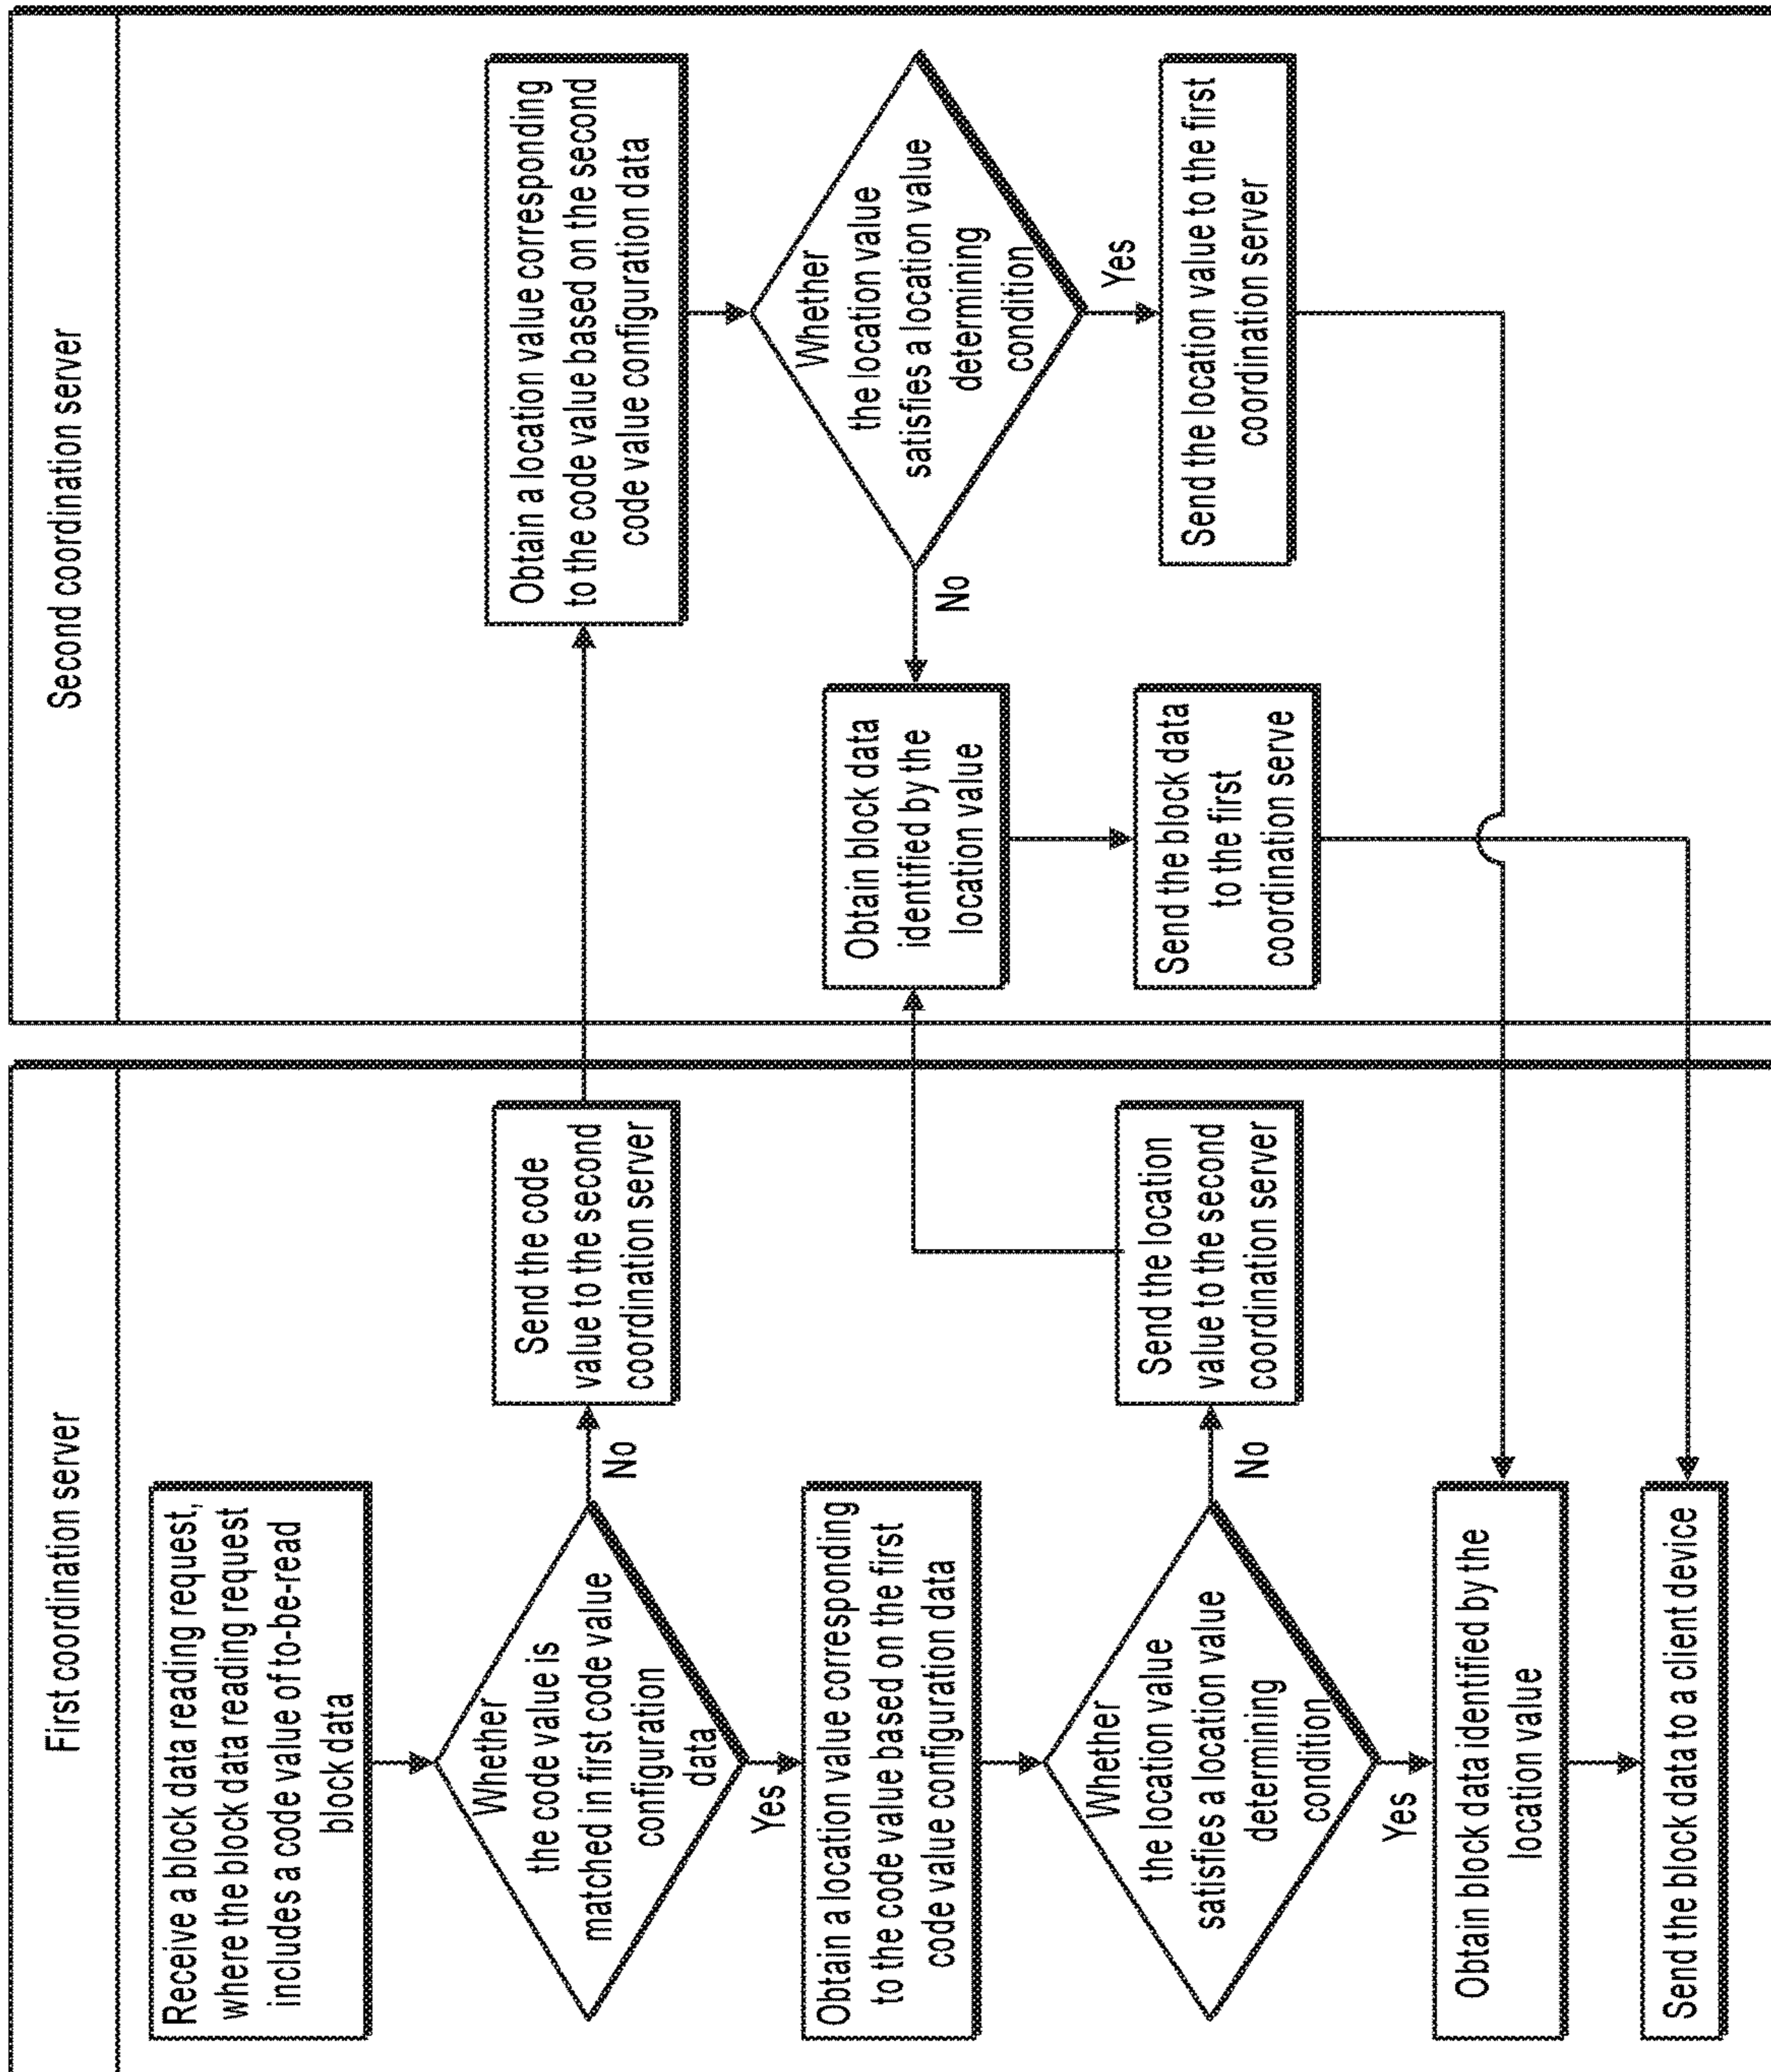 First coordination server
Receive a block data reading request,
where the block data reading request
includes a code value of to-be-read
block data
Whether
the code value is
matched in first code value
configuration
data
No
Send the code
value to the second
coordination server
Yes
Obtain a location value corresponding
to the code value based on the first
code value configuration data
Whether
the location value
satisfies a location value
determining
condition
No
Send the location
value to the second
coordination server
Yes
Obtain block data identified by the
location value
Send the block data to a client device
Second coordination server
Obtain a location value corresponding
to the code value based on the second
code value configuration data
Whether
the location value
satisfies a location value
determining
condition
No
Obtain block data
identified by the
location value
Send the block data
to the first
coordination serve
Yes
Send the location value to the first
coordination server